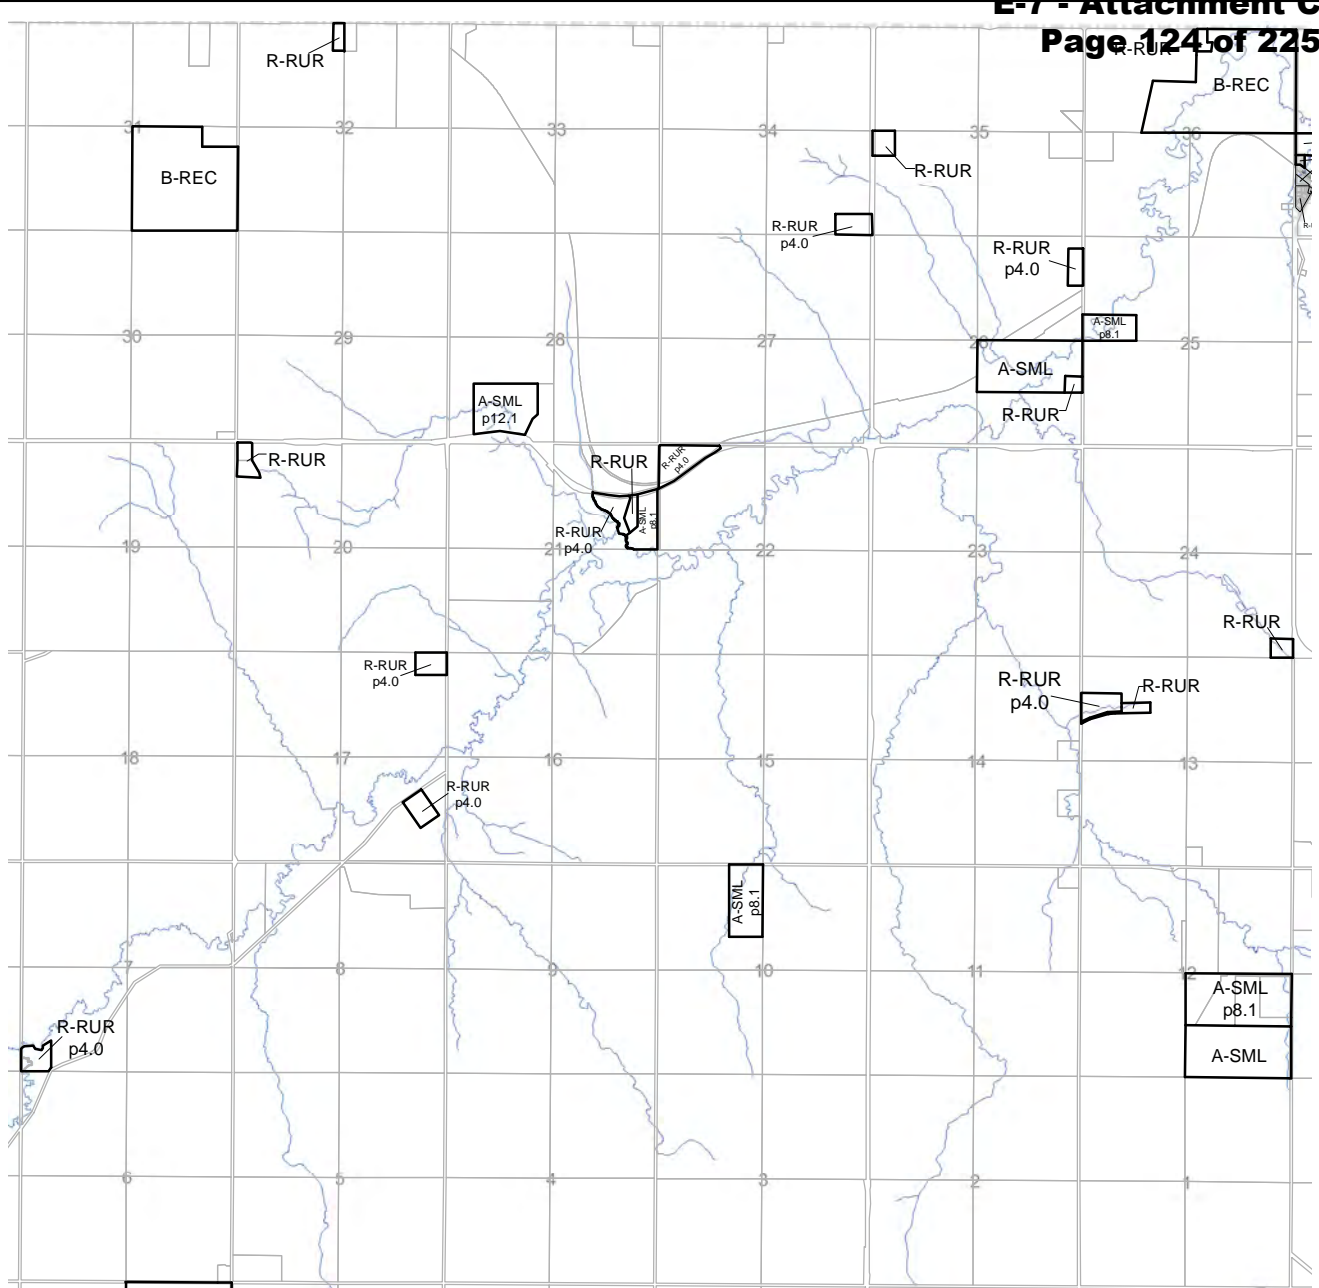 E-7 - Attachment C
Page 124 of 225
R-RUR
R-RUR
B-REC
31
32
33
34
35
36
B-REC
R-RUR
R-RUR
p4.0
R-RUR
p4.0
A-SML
p8.1
30
29
28
27
26
25
A-SML
R-RUR
A-SML
p12.1
R-RUR
R-RUR
R-RUR
p4.0
A-SML
p8.1
R-RUR
p4.0
19
20
21
22
23
24
R-RUR
R-RUR
p4.0
R-RUR
p4.0
R-RUR
18
17
16
15
14
13
R-RUR
p4.0
A-SML
p8.1
7
8
9
10
11
12
A-SML
p8.1
R-RUR
p4.0
A-SML
6
5
4
3
2
1